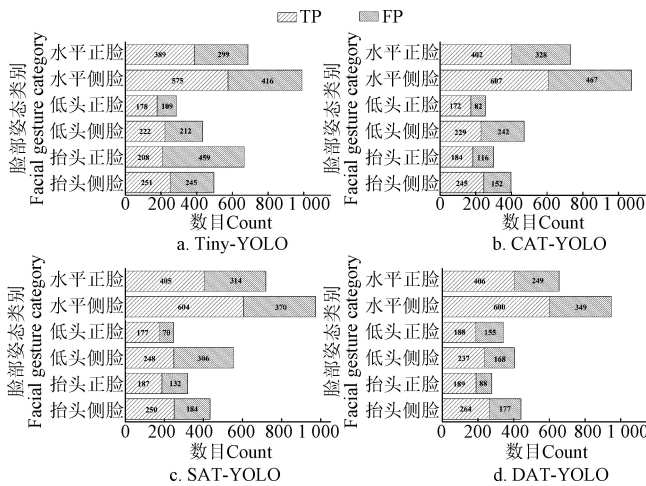 TP FP
脸部姿态类别
Facial gesture category
水平正脸 389 299
水平侧脸 575 416
低头正脸 178 109
低头侧脸 222 212
抬头正脸 208 459
抬头侧脸 251 245
0 200 400 600 800 1 000
数目Count
a. Tiny-YOLO
脸部姿态类别
Facial gesture category
水平正脸 402 328
水平侧脸 607 467
低头正脸 172 82
低头侧脸 229 242
抬头正脸 184 116
抬头侧脸 245 152
0 200 400 600 800 1 000
数目Count
b. CAT-YOLO
脸部姿态类别
Facial gesture category
水平正脸 405 314
水平侧脸 604 370
低头正脸 177 70
低头侧脸 248 306
抬头正脸 187 132
抬头侧脸 250 184
0 200 400 600 800 1 000
数目Count
c. SAT-YOLO
脸部姿态类别
Facial gesture category
水平正脸 406 249
水平侧脸 600 349
低头正脸 188 155
低头侧脸 237 168
抬头正脸 189 88
抬头侧脸 264 177
0 200 400 600 800 1 000
数目Count
d. DAT-YOLO